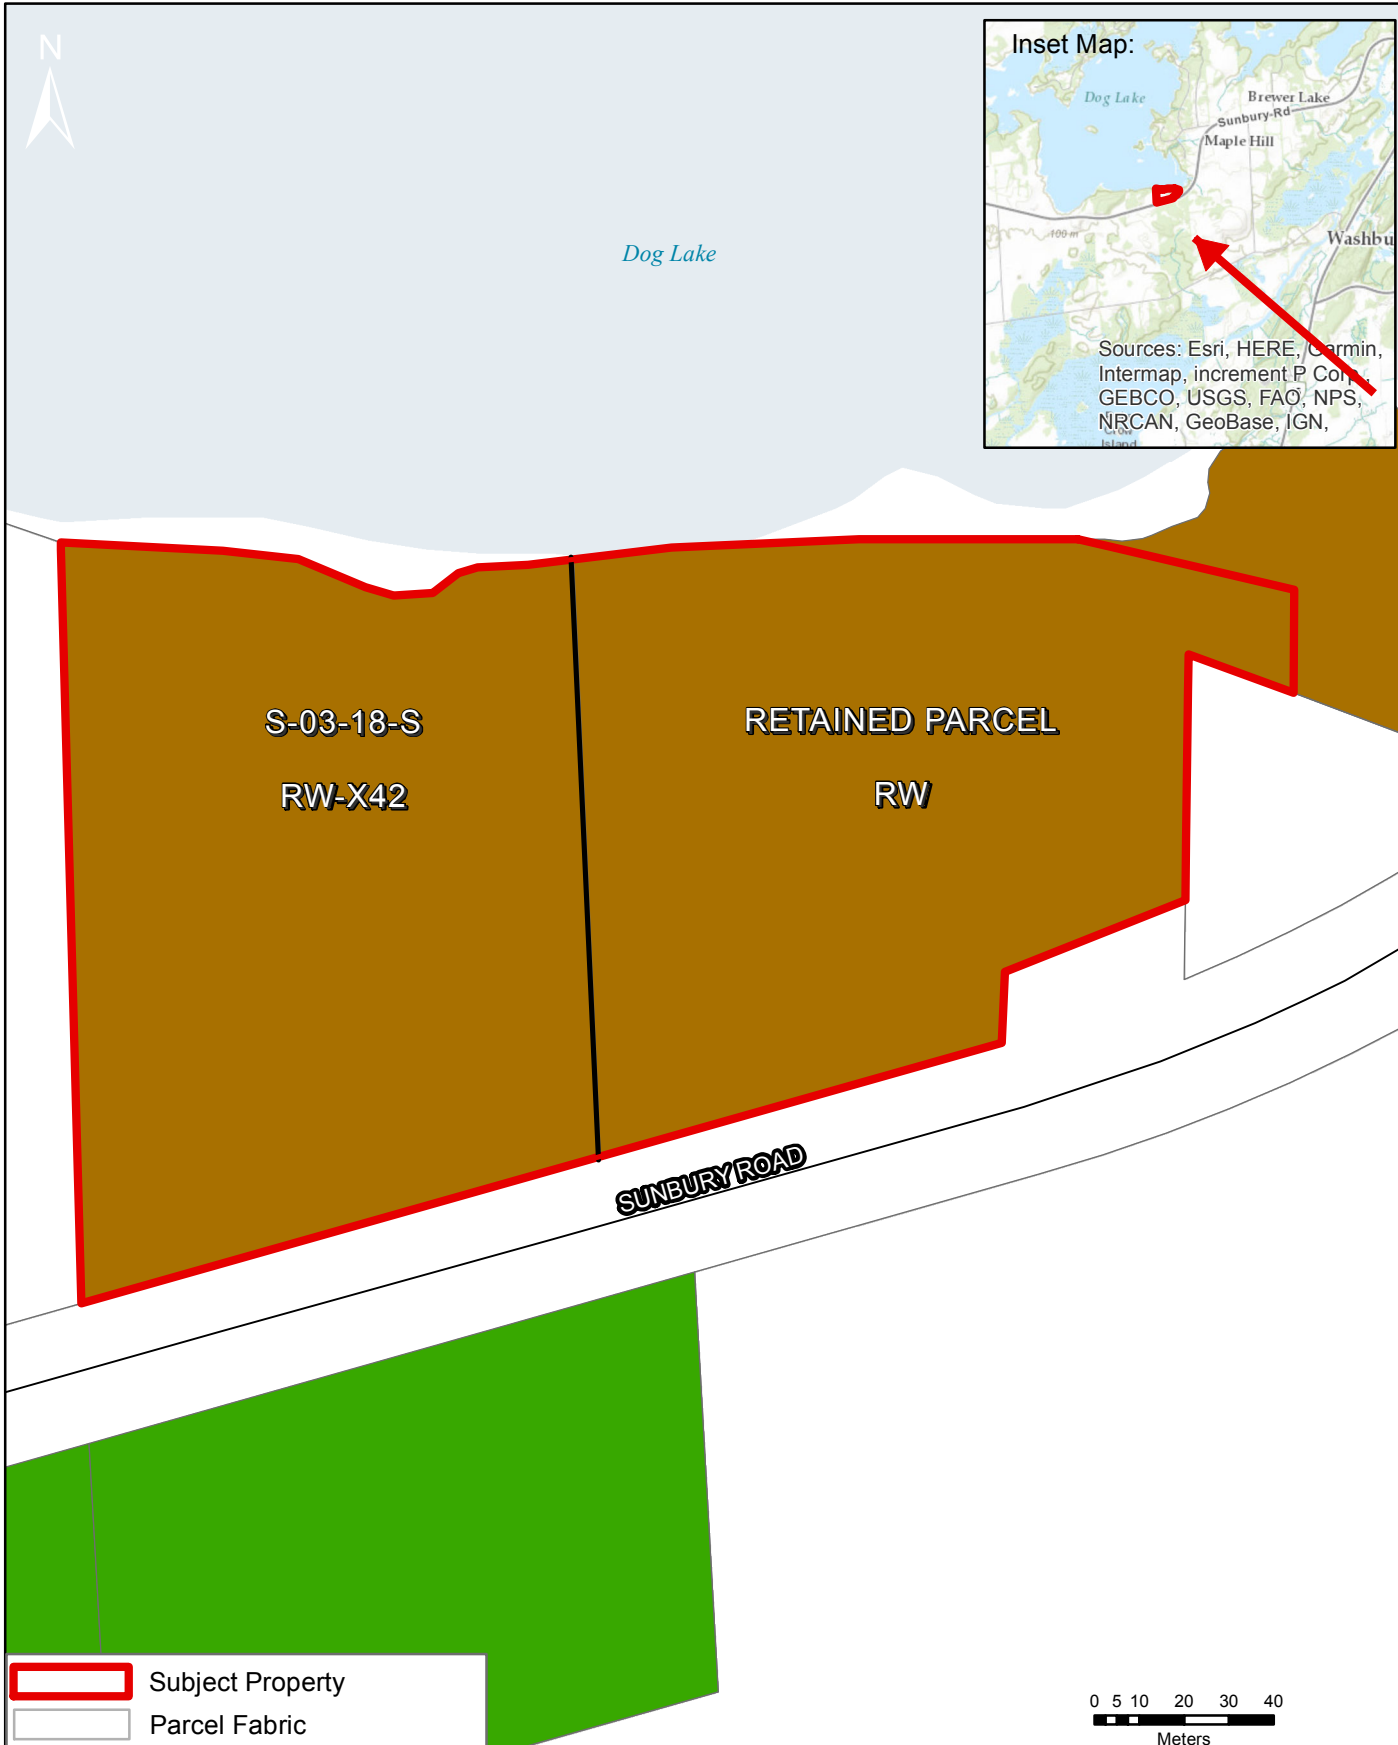 N
Inset Map:
Dog Lake
Brewer Lake
Sunbury-Rd
Maple Hill
100 m
Washbu
Sources: Esri, HERE, Garmin,
Intermap, increment P Corp.,
GEBCO, USGS, FAO, NPS,
NRCAN, GeoBase, IGN,
Island
Dog Lake
S-03-18-S
RW-X42
RETAINED PARCEL
RW
SUNBURY ROAD
Subject Property
Parcel Fabric
0 5 10 20 30 40
Meters